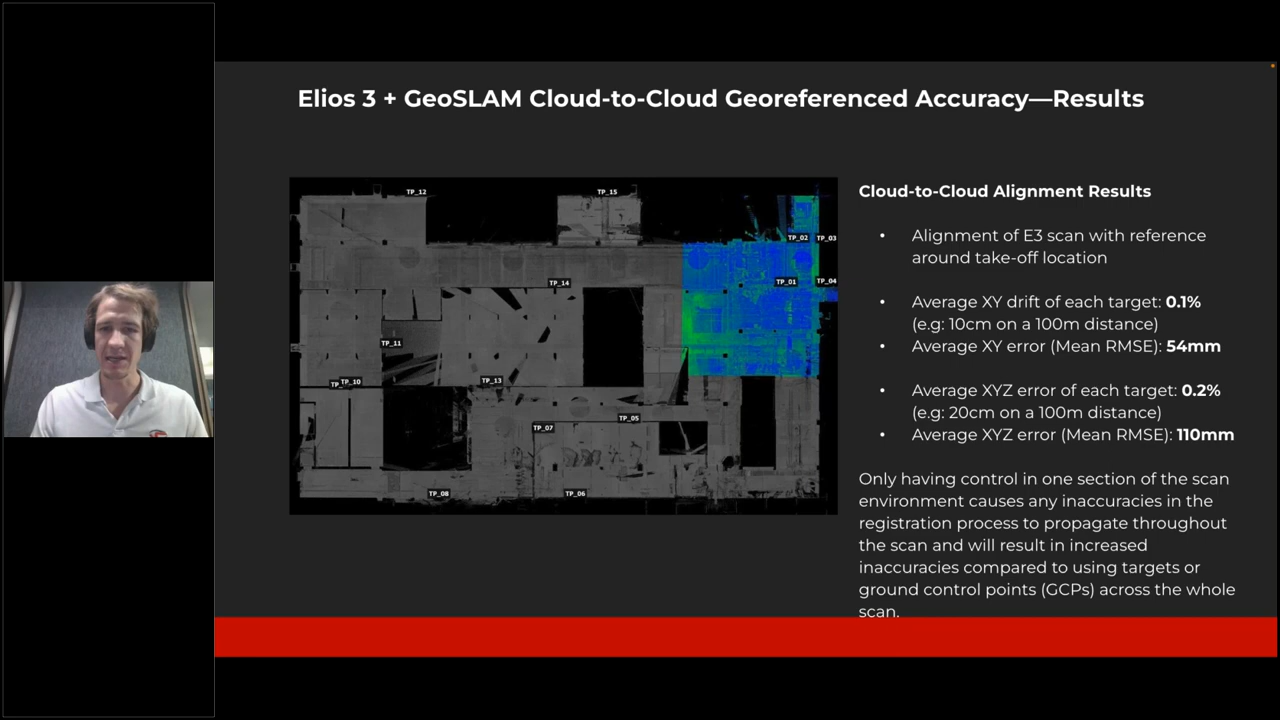 Elios 3 + GeoSLAM Cloud-to-Cloud Georeferenced Accuracy—Results
TP_12
TP_15
TP_02
TP_03
TP_14
TP_01
TP_04
TP_11
TP_
TP_10
TP_13
TP_05
TP_07
TP_08
TP_06
Cloud-to-Cloud Alignment Results
• Alignment of E3 scan with reference
around take-off location
• Average XY drift of each target: 0.1%
(e.g: 10cm on a 100m distance)
• Average XY error (Mean RMSE): 54mm
• Average XYZ error of each target: 0.2%
(e.g: 20cm on a 100m distance)
• Average XYZ error (Mean RMSE): 110mm
Only having control in one section of the scan
environment causes any inaccuracies in the
registration process to propagate throughout
the scan and will result in increased
inaccuracies compared to using targets or
ground control points (GCPs) across the whole
scan.